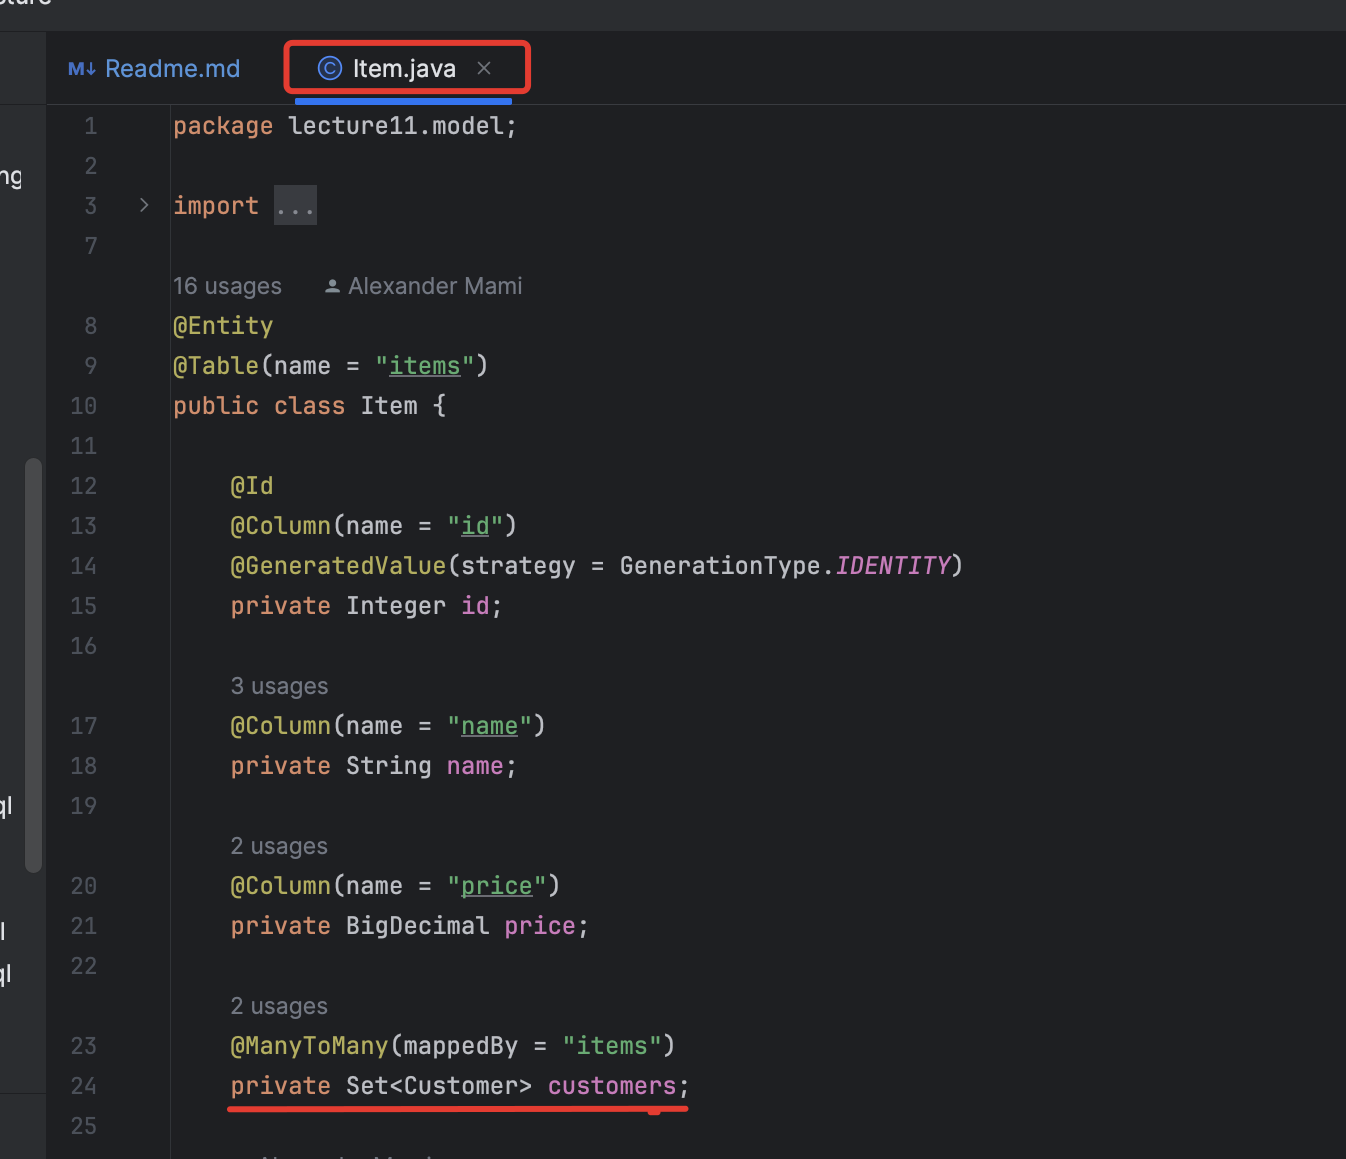 Readme.md
Item.java
1 package lecture11.model;
2
3 import ...
7
16 usages Alexander Mami
8 @Entity
9 @Table(name = "items")
10 public class Item {
11
12 @Id
13 @Column(name = "id")
14 @GeneratedValue(strategy = GenerationType.IDENTITY)
15 private Integer id;
16
3 usages
17 @Column(name = "name")
18 private String name;
19
2 usages
20 @Column(name = "price")
21 private BigDecimal price;
22
2 usages
23 @ManyToMany(mappedBy = "items")
24 private Set<Customer> customers;
25